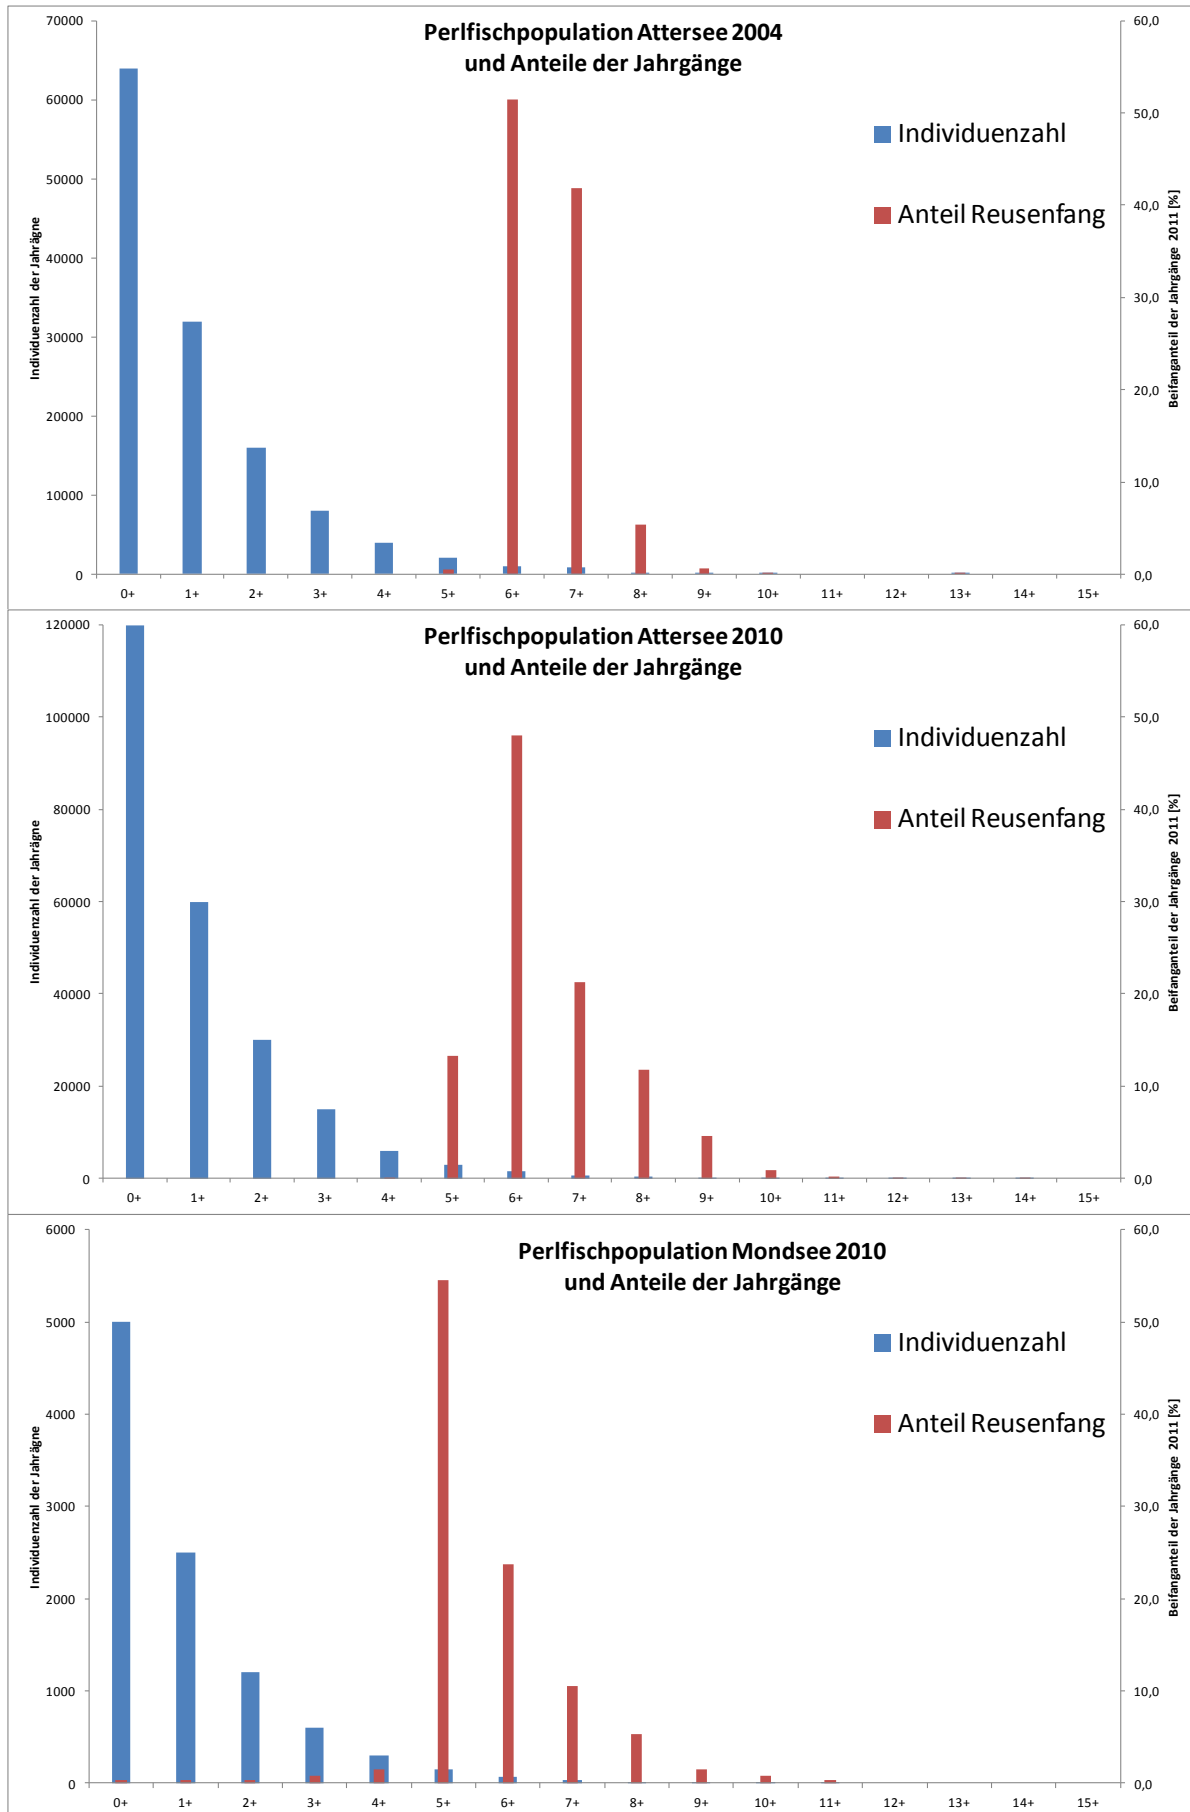 Perlfischpopulation Attersee 2004
und Anteile der Jahrgänge
Individuenzahl
Anteil Reusenfang
Individuenzahl der Jahrägne
Beifanganteil der Jahrgänge 2011 [%]
70000
60000
50000
40000
30000
20000
10000
0
60,0
50,0
40,0
30,0
20,0
10,0
0,0
0+ 1+ 2+ 3+ 4+ 5+ 6+ 7+ 8+ 9+ 10+ 11+ 12+ 13+ 14+ 15+
Perlfischpopulation Attersee 2010
und Anteile der Jahrgänge
Individuenzahl
Anteil Reusenfang
Individuenzahl der Jahrägne
Beifanganteil der Jahrgänge 2011 [%]
120000
100000
80000
60000
40000
20000
0
60,0
50,0
40,0
30,0
20,0
10,0
0,0
0+ 1+ 2+ 3+ 4+ 5+ 6+ 7+ 8+ 9+ 10+ 11+ 12+ 13+ 14+ 15+
Perlfischpopulation Mondsee 2010
und Anteile der Jahrgänge
Individuenzahl
Anteil Reusenfang
Individuenzahl der Jahrägne
Beifanganteil der Jahrgänge 2011 [%]
6000
5000
4000
3000
2000
1000
0
60,0
50,0
40,0
30,0
20,0
10,0
0,0
0+ 1+ 2+ 3+ 4+ 5+ 6+ 7+ 8+ 9+ 10+ 11+ 12+ 13+ 14+ 15+